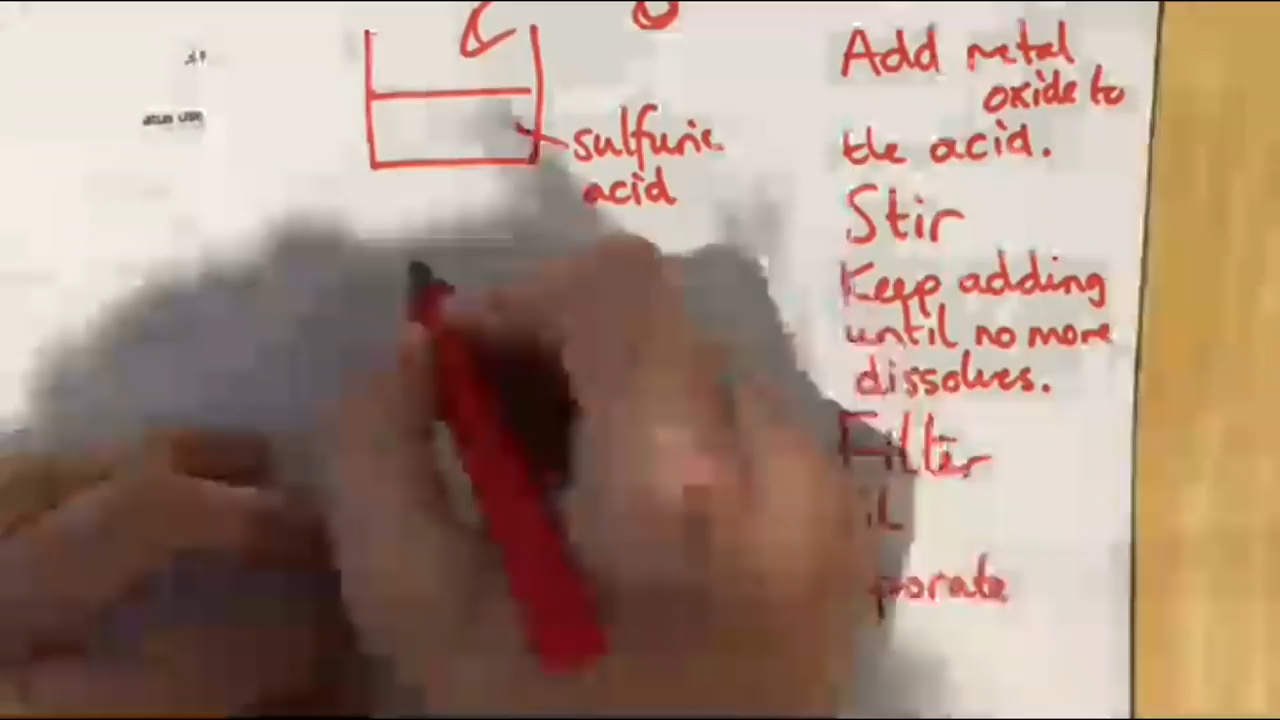 sulfuric
acid
Add metal
oxide to
the acid.
Stir
Keep adding
until no more
dissolves.
Filter